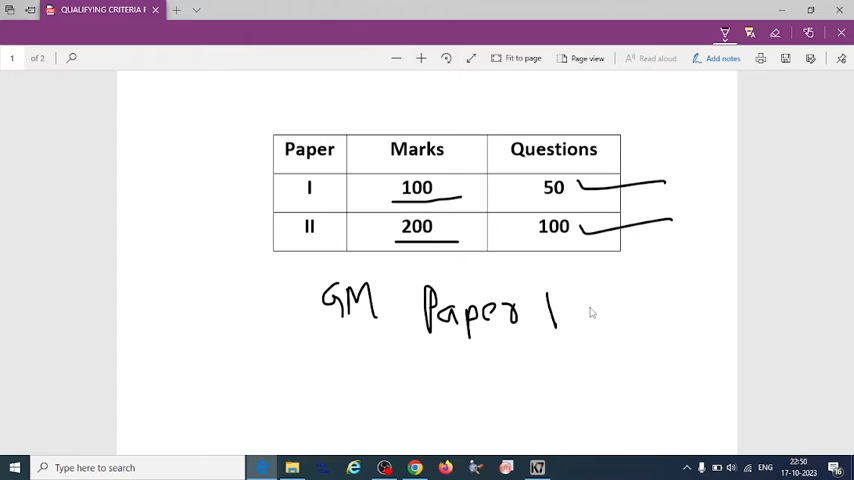 QUALIFYING CRITERIA F
1 of 2 Fit to page Page view Read aloud Add notes
Paper Marks Questions
I 100 50
II 200 100
GM Paper 1
Type here to search
ENG
22:50
17-10-2023
16